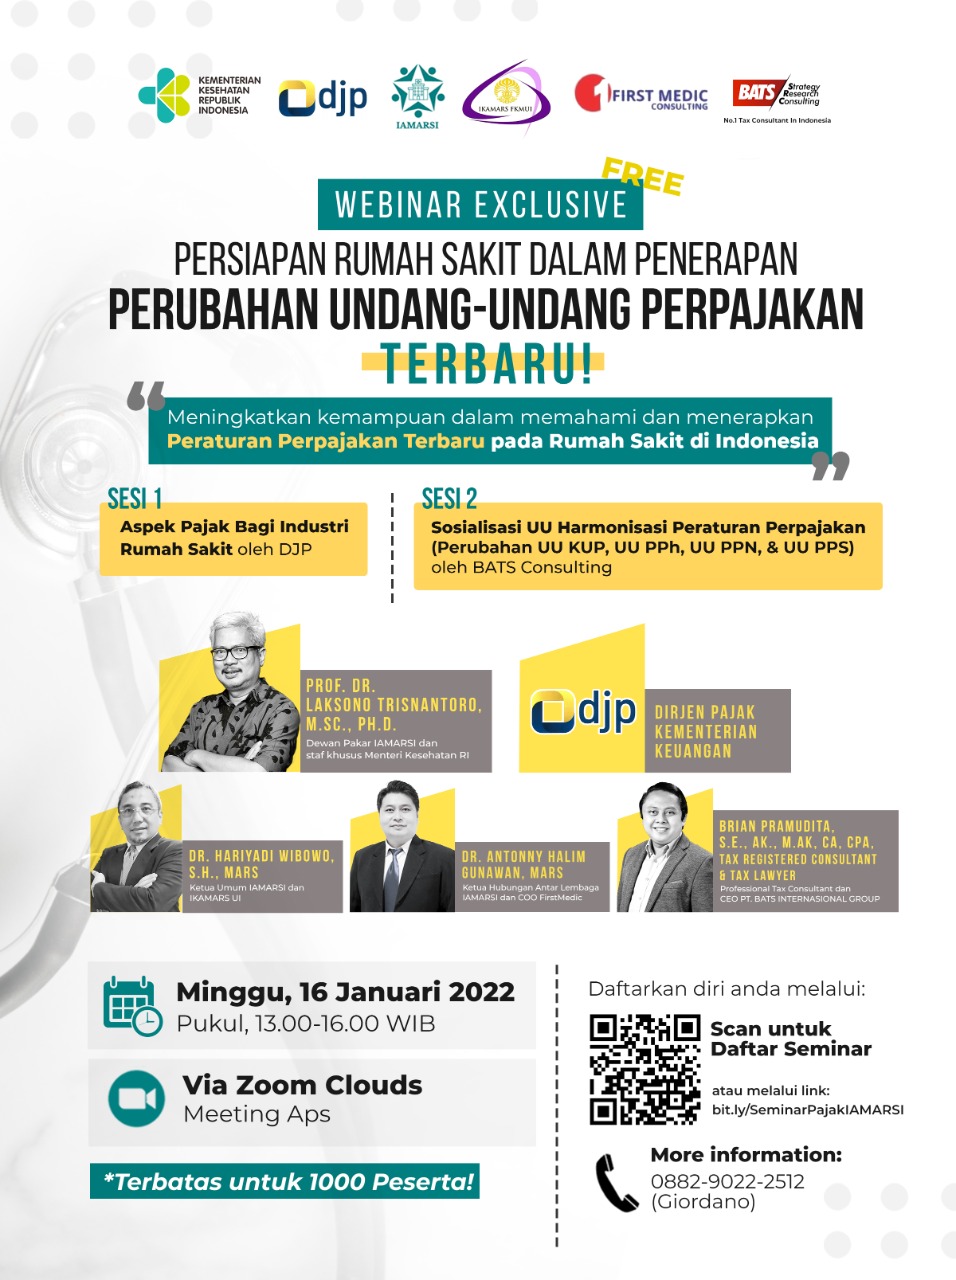 KEMENTERIAN
KESEHATAN
REPUBLIK
INDONESIA
djp
IAMARSI
IKAMARS FKMUI
1 FIRST MEDIC
CONSULTING
BATS Strategy
Research
Consulting
No.1 Tax Consultant In Indonesia
FREE
WEBINAR EXCLUSIVE
PERSIAPAN RUMAH SAKIT DALAM PENERAPAN
PERUBAHAN UNDANG-UNDANG PERPAJAKAN
TERBARU!
“
Meningkatkan kemampuan dalam memahami dan menerapkan
Peraturan Perpajakan Terbaru pada Rumah Sakit di Indonesia
”
SESI 1
Aspek Pajak Bagi Industri
Rumah Sakit oleh DJP
SESI 2
Sosialisasi UU Harmonisasi Peraturan Perpajakan
(Perubahan UU KUP, UU PPh, UU PPN, & UU PPS)
oleh BATS Consulting
PROF. DR.
LAKSONO TRISNANTORO,
M.SC., PH.D.
Dewan Pakar IAMARSI dan
staf khusus Menteri Kesehatan RI
djp
DIRJEN PAJAK
KEMENTERIAN
KEUANGAN
DR. HARIYADI WIBOWO,
S.H., MARS
Ketua Umum IAMARSI dan
IKAMARS UI
DR. ANTONNY HALIM
GUNAWAN, MARS
Ketua Hubungan Antar Lembaga
IAMARSI dan COO FirstMedic
BRIAN PRAMUDITA,
S.E., AK., M.AK, CA, CPA,
TAX REGISTERED CONSULTANT
& TAX LAWYER
Professional Tax Consultant dan
CEO PT. BATS INTERNASIONAL GROUP
Minggu, 16 Januari 2022
Pukul, 13.00-16.00 WIB
Via Zoom Clouds
Meeting Aps
*Terbatas untuk 1000 Peserta!
Daftarkan diri anda melalui:
Scan untuk
Daftar Seminar
atau melalui link:
bit.ly/SeminarPajakIAMARSI
More information:
0882-9022-2512
(Giordano)